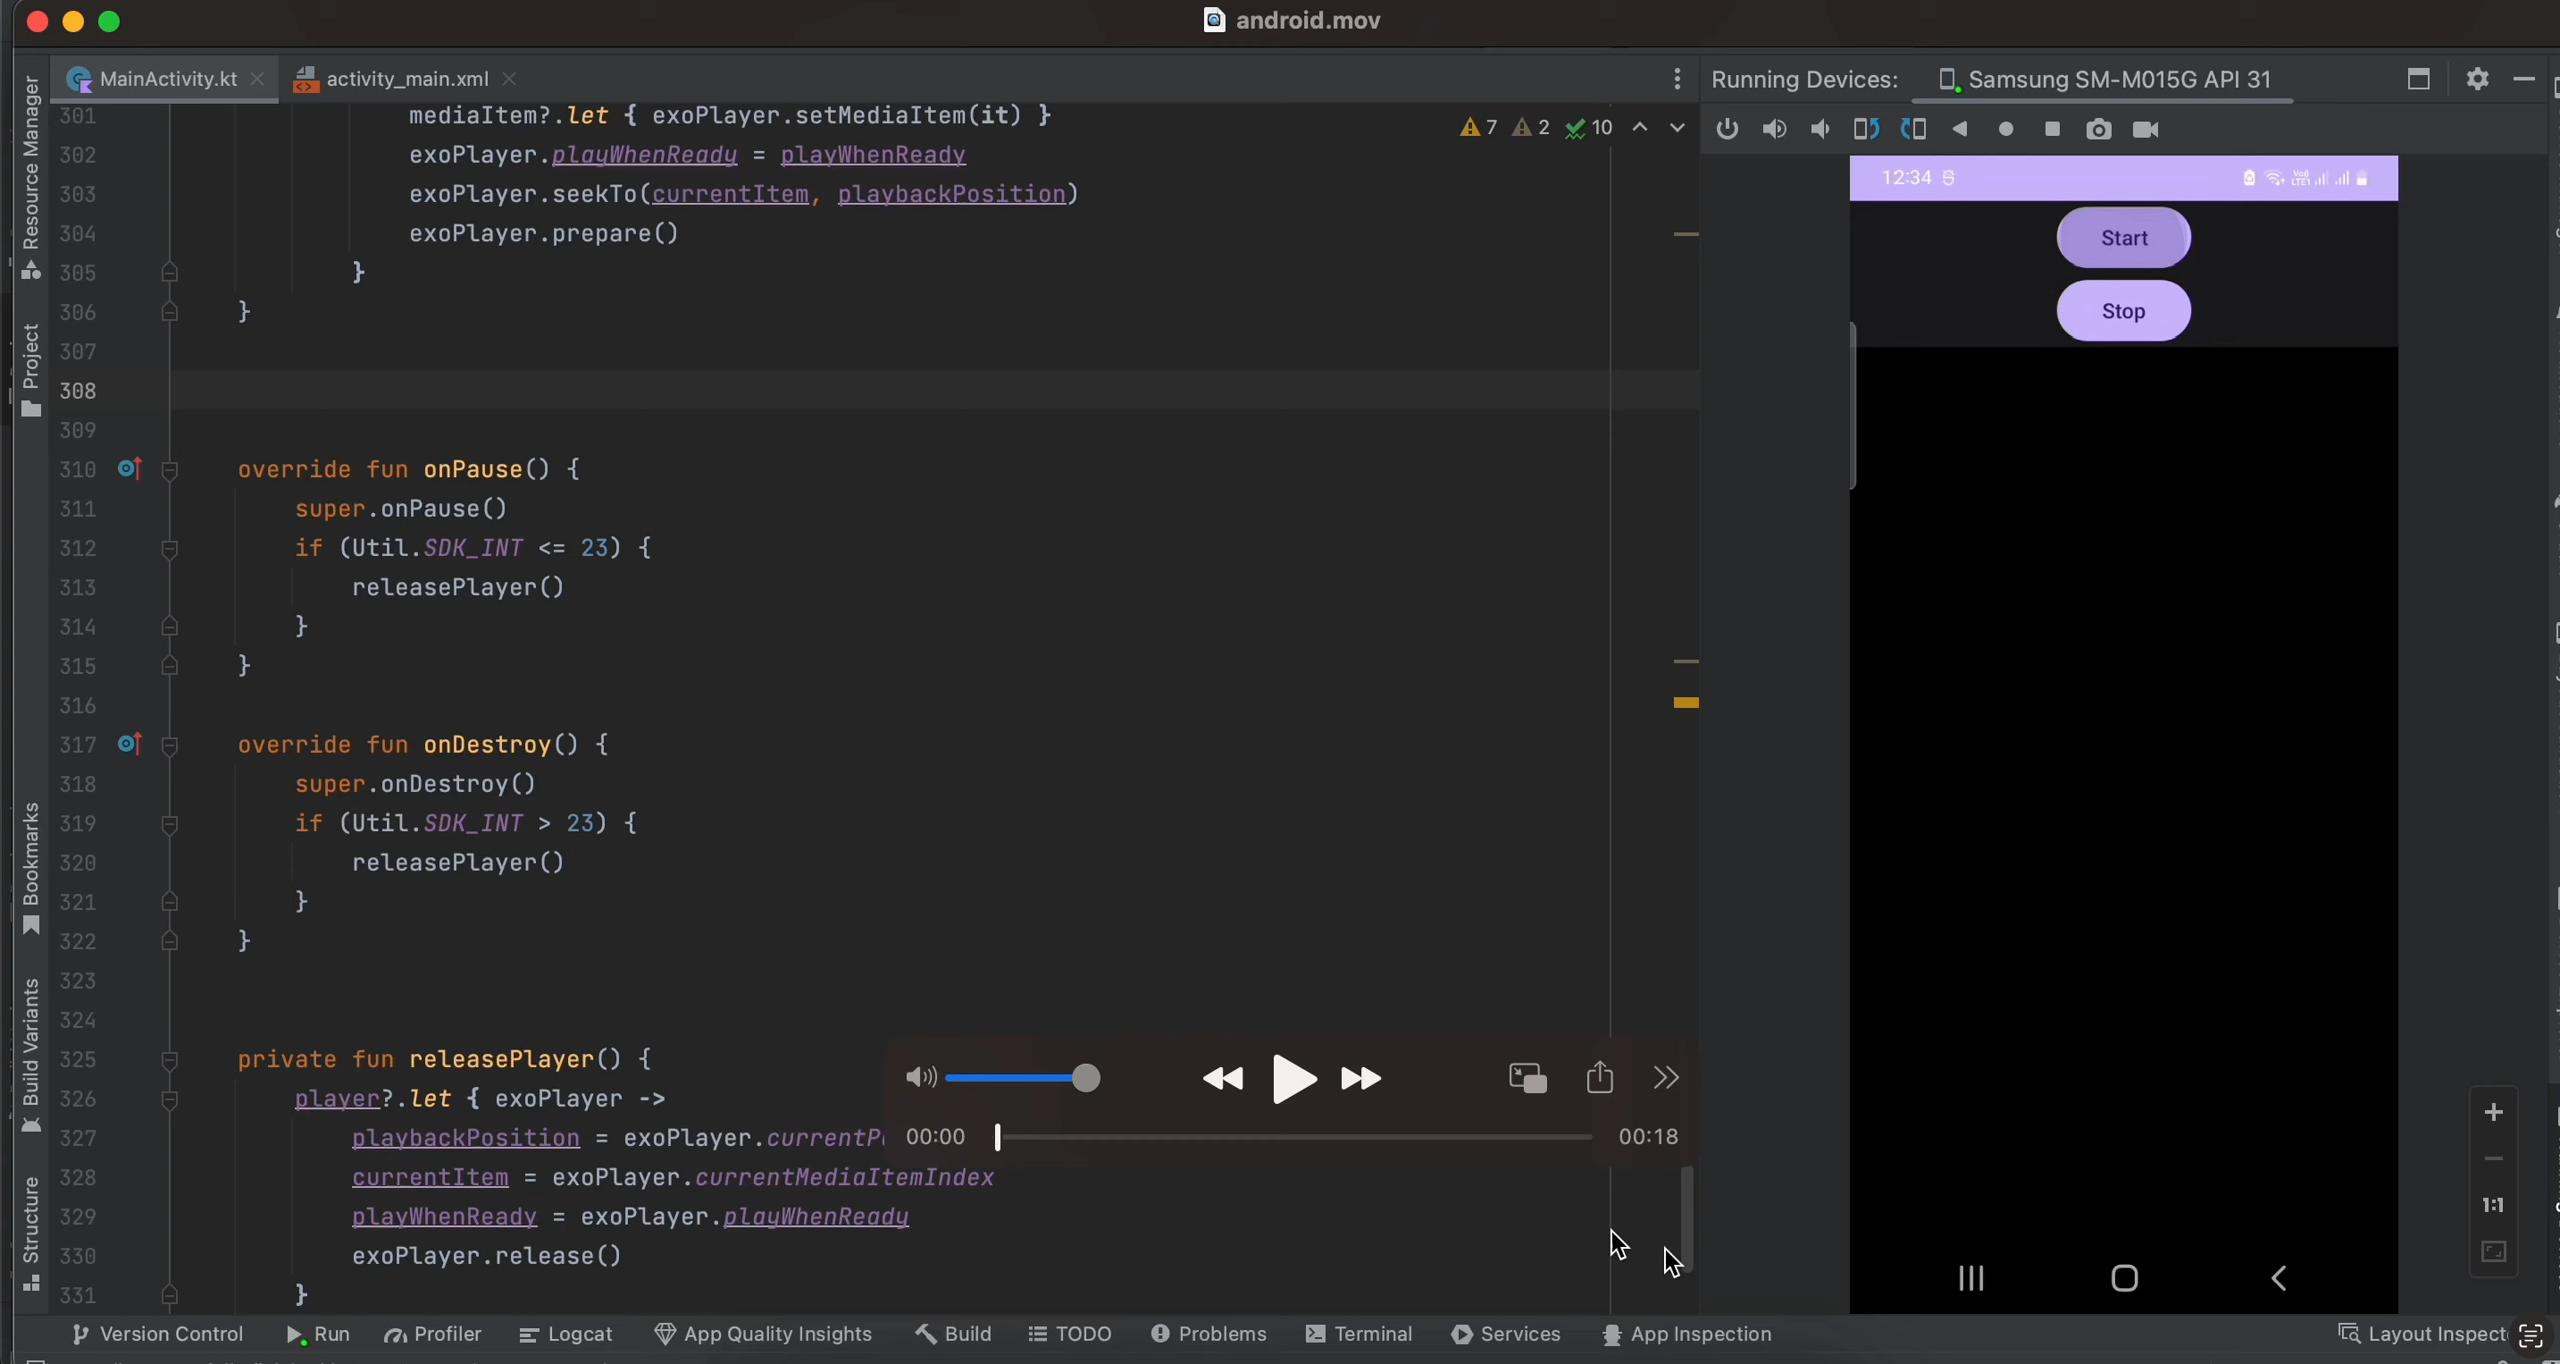 android.mov
MainActivity.kt
activity_main.xml
Running Devices:
Samsung SM-M015G API 31
7 2 10
Resource Manager
Project
Bookmarks
Build Variants
Structure
301 mediaItem?.let { exoPlayer.setMediaItem(it) }
302 exoPlayer.playWhenReady = playWhenReady
303 exoPlayer.seekTo(currentItem, playbackPosition)
304 exoPlayer.prepare()
305 }
306 }
307
308
309
310 override fun onPause() {
311 super.onPause()
312 if (Util.SDK_INT <= 23) {
313 releasePlayer()
314 }
315 }
316
317 override fun onDestroy() {
318 super.onDestroy()
319 if (Util.SDK_INT > 23) {
320 releasePlayer()
321 }
322 }
323
324
325 private fun releasePlayer() {
326 player?.let { exoPlayer ->
327 playbackPosition = exoPlayer.currentP
328 currentItem = exoPlayer.currentMediaItemIndex
329 playWhenReady = exoPlayer.playWhenReady
330 exoPlayer.release()
331 }
00:00
00:18
12:34
Start
Stop
1:1
Version Control
Run
Profiler
Logcat
App Quality Insights
Build
TODO
Problems
Terminal
Services
App Inspection
Layout Inspect